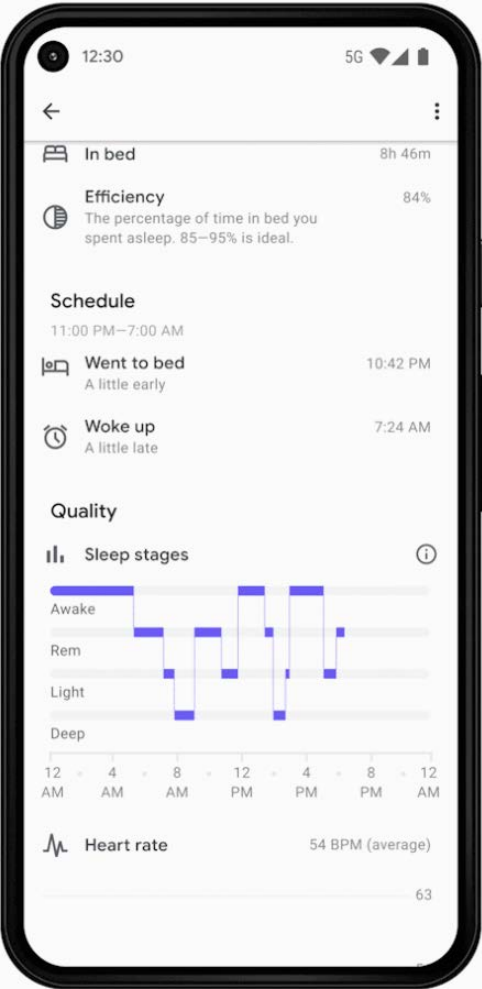 12:30
5G
In bed 8h 46m
Efficiency 84%
The percentage of time in bed you
spent asleep. 85–95% is ideal.
Schedule
11:00 PM–7:00 AM
Went to bed 10:42 PM
A little early
Woke up 7:24 AM
A little late
Quality
Sleep stages
Awake
Rem
Light
Deep
12 4 8 12 4 8 12
AM AM AM PM PM PM AM
Heart rate 54 BPM (average)
63